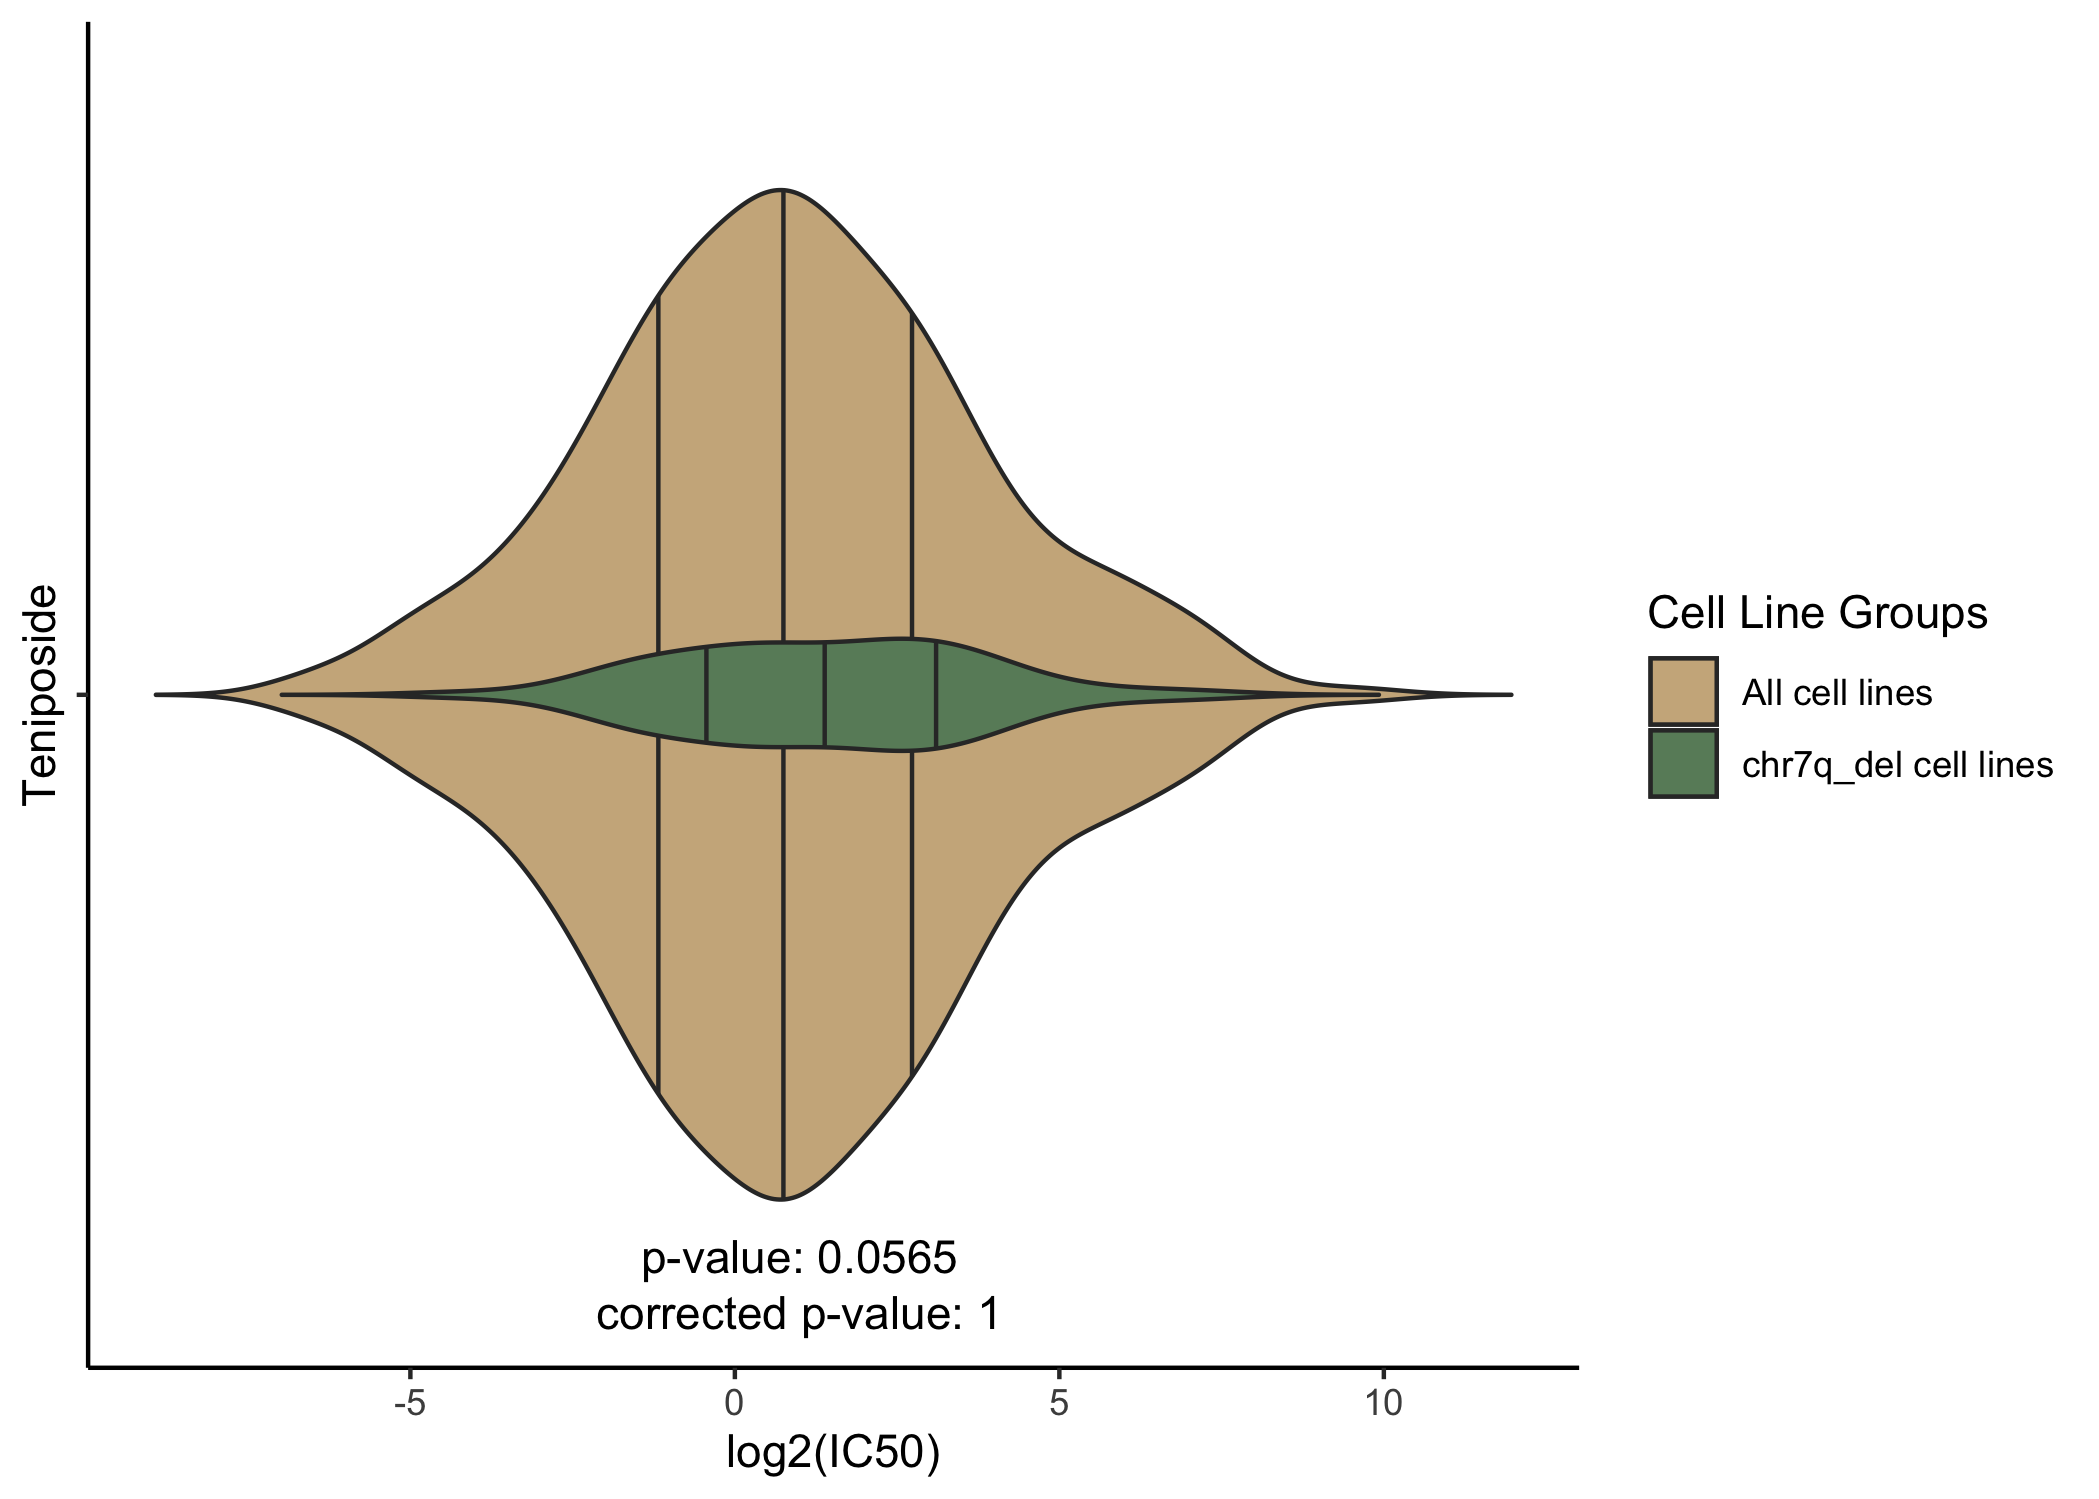 Teniposide
Cell Line Groups
All cell lines
chr7q_del cell lines
p-value: 0.0565
corrected p-value: 1
-5 0 5 10
log2(IC50)